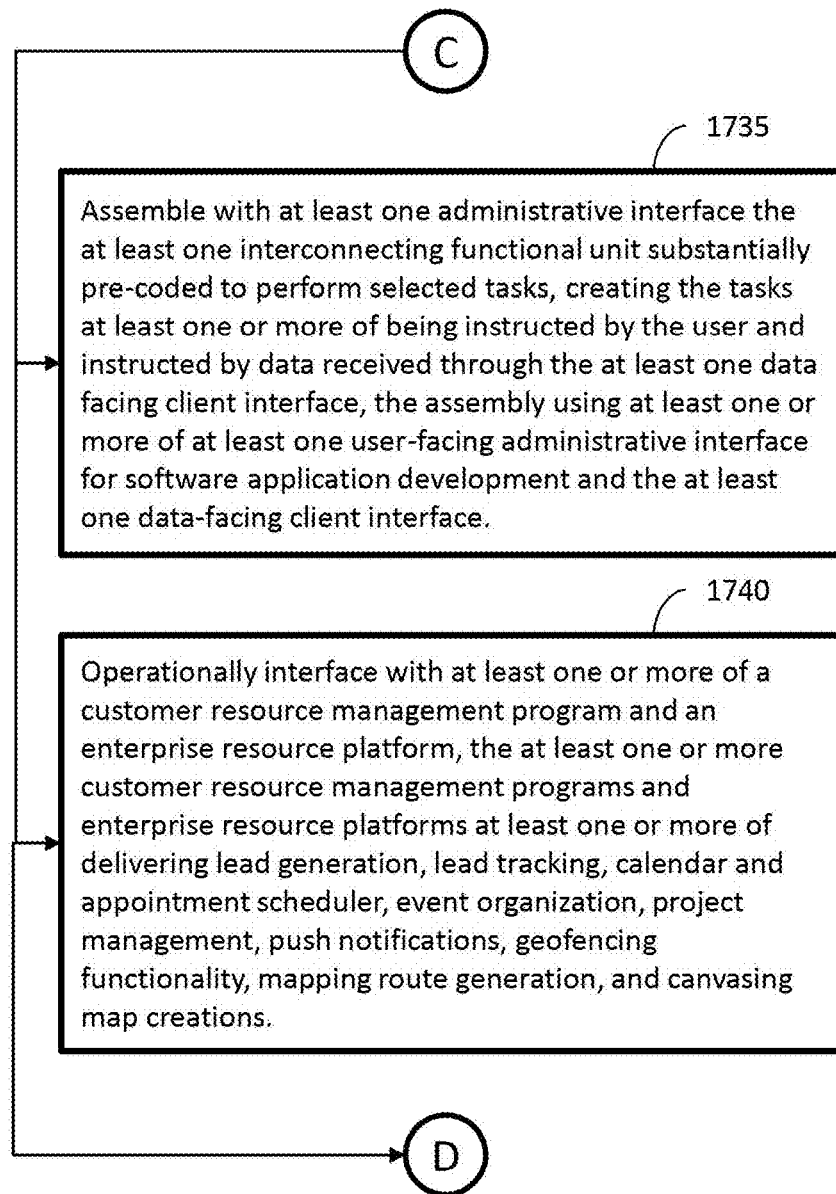 C
1735
Assemble with at least one administrative interface the
at least one interconnecting functional unit substantially
pre-coded to perform selected tasks, creating the tasks
at least one or more of being instructed by the user and
instructed by data received through the at least one data
facing client interface, the assembly using at least one or
more of at least one user-facing administrative interface
for software application development and the at least
one data-facing client interface.
1740
Operationally interface with at least one or more of a
customer resource management program and an
enterprise resource platform, the at least one or more
customer resource management programs and
enterprise resource platforms at least one or more of
delivering lead generation, lead tracking, calendar and
appointment scheduler, event organization, project
management, push notifications, geofencing
functionality, mapping route generation, and canvasing
map creations.
D